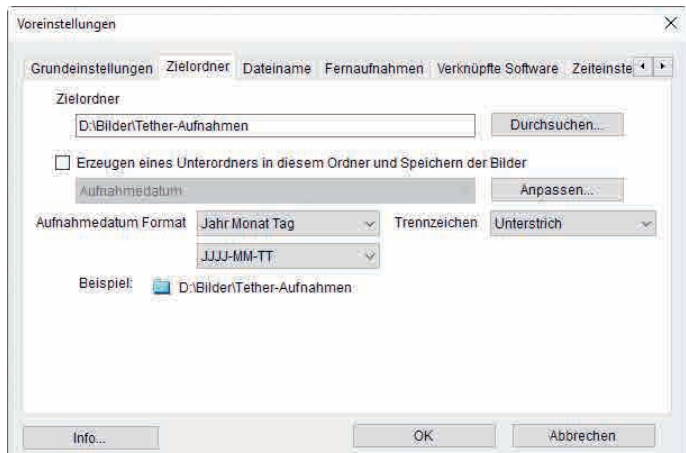 Voreinstellungen
Grundeinstellungen Zielordner Dateiname Fernaufnahmen Verknüpfte Software Zeiteinste
Zielordner
D:\Bilder\Tether-Aufnahmen Durchsuchen...
Erzeugen eines Unterordners in diesem Ordner und Speichern der Bilder
Aufnahmedatum Anpassen...
Aufnahmedatum Format Jahr Monat Tag Trennzeichen Unterstrich
JJJJ-MM-TT
Beispiel: D:\Bilder\Tether-Aufnahmen
Info... OK Abbrechen